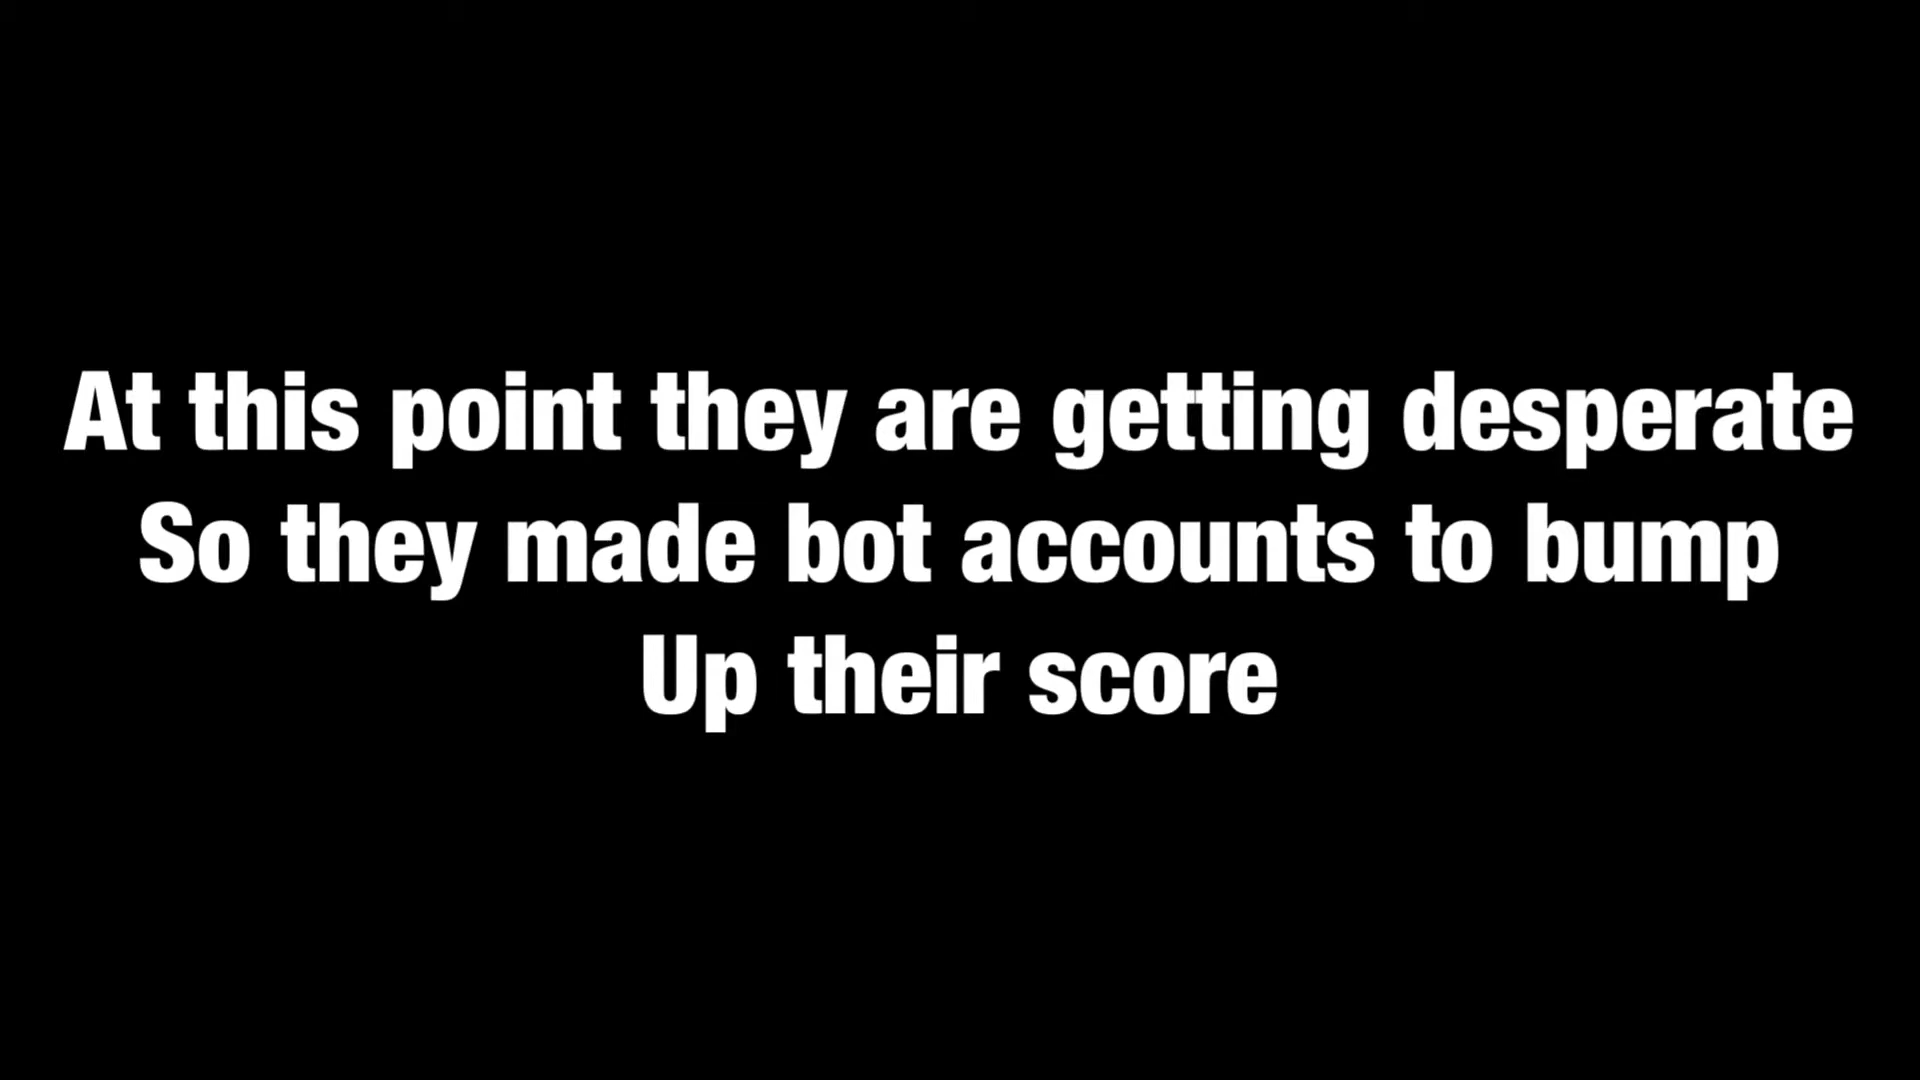 At this point they are getting desperate
So they made bot accounts to bump
Up their score